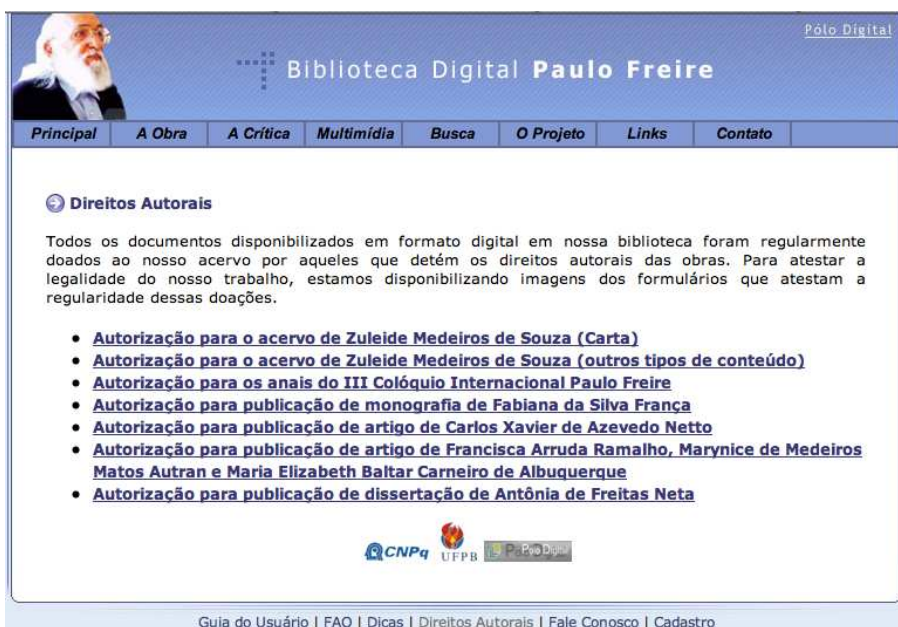 Pólo Digital
Biblioteca Digital Paulo Freire
Principal A Obra A Crítica Multimídia Busca O Projeto Links Contato
Direitos Autorais
Todos os documentos disponibilizados em formato digital em nossa biblioteca foram regularmente
doados ao nosso acervo por aqueles que detém os direitos autorais das obras. Para atestar a
legalidade do nosso trabalho, estamos disponibilizando imagens dos formulários que atestam a
regularidade dessas doações.
• Autorização para o acervo de Zuleide Medeiros de Souza (Carta)
• Autorização para o acervo de Zuleide Medeiros de Souza (outros tipos de conteúdo)
• Autorização para os anais do III Colóquio Internacional Paulo Freire
• Autorização para publicação de monografia de Fabiana da Silva França
• Autorização para publicação de artigo de Carlos Xavier de Azevedo Netto
• Autorização para publicação de artigo de Francisca Arruda Ramalho, Marynice de Medeiros
Matos Autran e Maria Elizabeth Baltar Carneiro de Albuquerque
• Autorização para publicação de dissertação de Antônia de Freitas Neta
CNPq UFPB Polo Digital
Guia do Usuário | FAQ | Dicas | Direitos Autorais | Fale Conosco | Cadastro